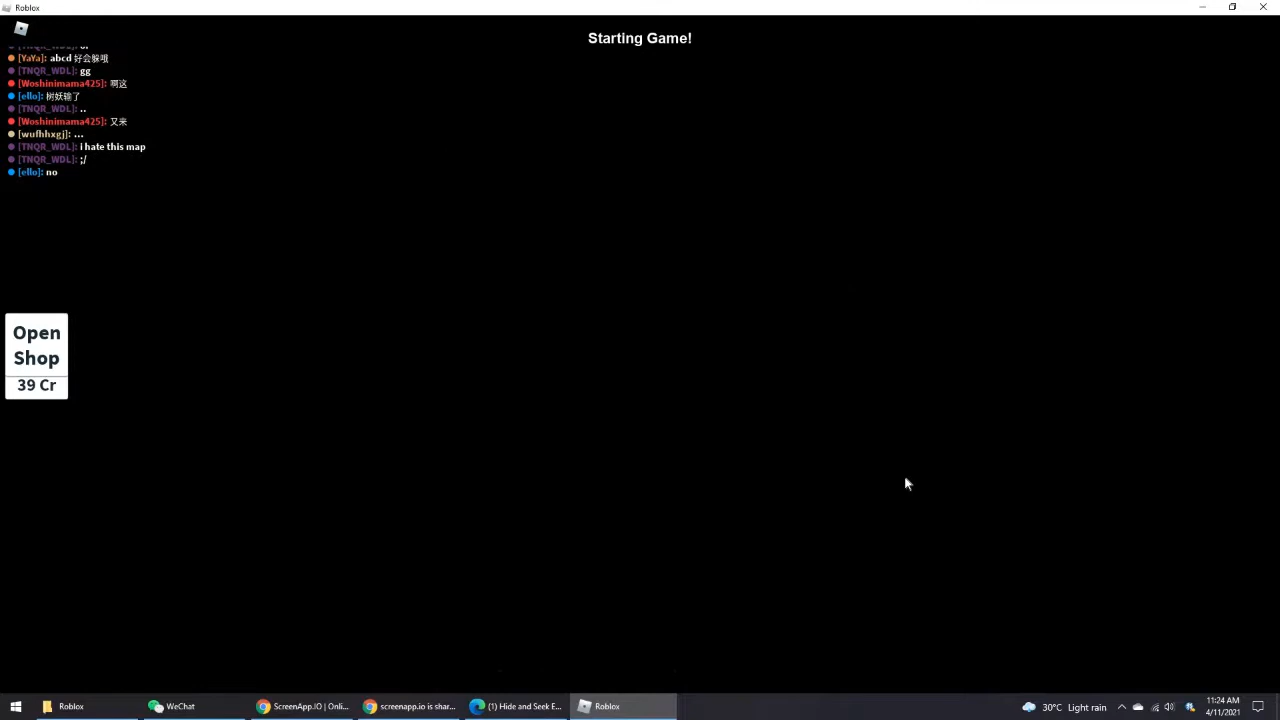 Roblox
Starting Game!
[TNQR_WDL]:
[YaYa]: abcd 好会躲哦
[TNQR_WDL]: gg
[Woshinimama425]: 啊这
[ello]: 树妖输了
[TNQR_WDL]: ..
[Woshinimama425]: 又来
[wufhhxgj]: ...
[TNQR_WDL]: i hate this map
[TNQR_WDL]: ;/
[ello]: no
Open
Shop
39 Cr
Roblox
WeChat
ScreenApp.IO | Onli...
screenapp.io is shar...
(1) Hide and Seek E...
Roblox
30°C Light rain
11:24 AM
4/11/2021